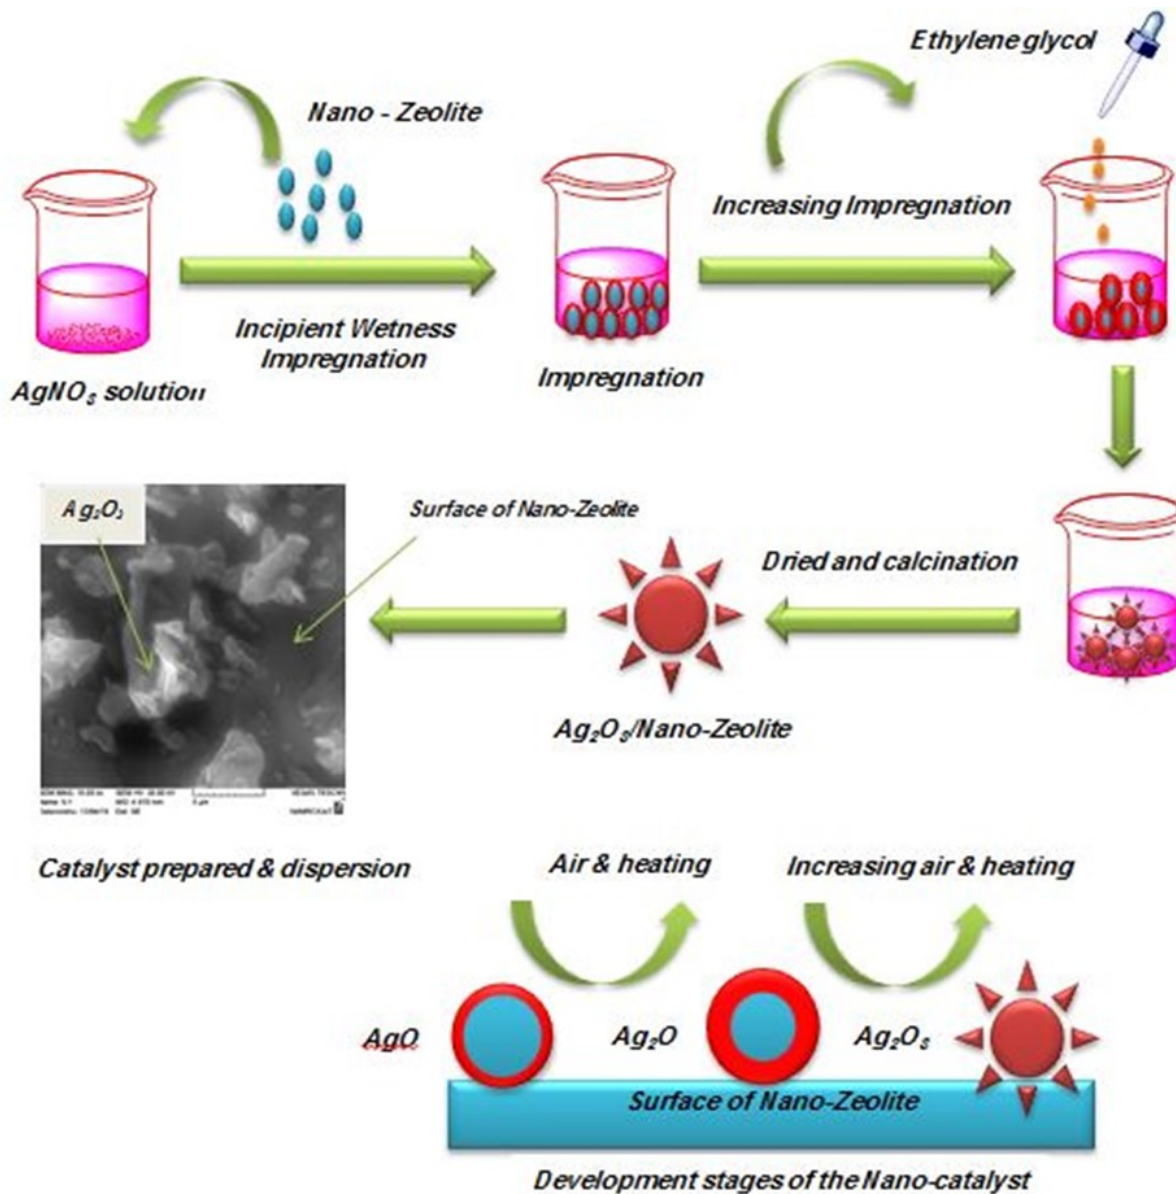 Ethylene glycol
Nano - Zeolite
Increasing Impregnation
Incipient Wetness
Impregnation
AgNO₃ solution
Impregnation
Ag₂O₃
Surface of Nano-Zeolite
Dried and calcination
Ag₂O₃/Nano-Zeolite
Catalyst prepared & dispersion
Air & heating
Increasing air & heating
AgO
Ag₂O
Ag₂O₃
Surface of Nano-Zeolite
Development stages of the Nano-catalyst